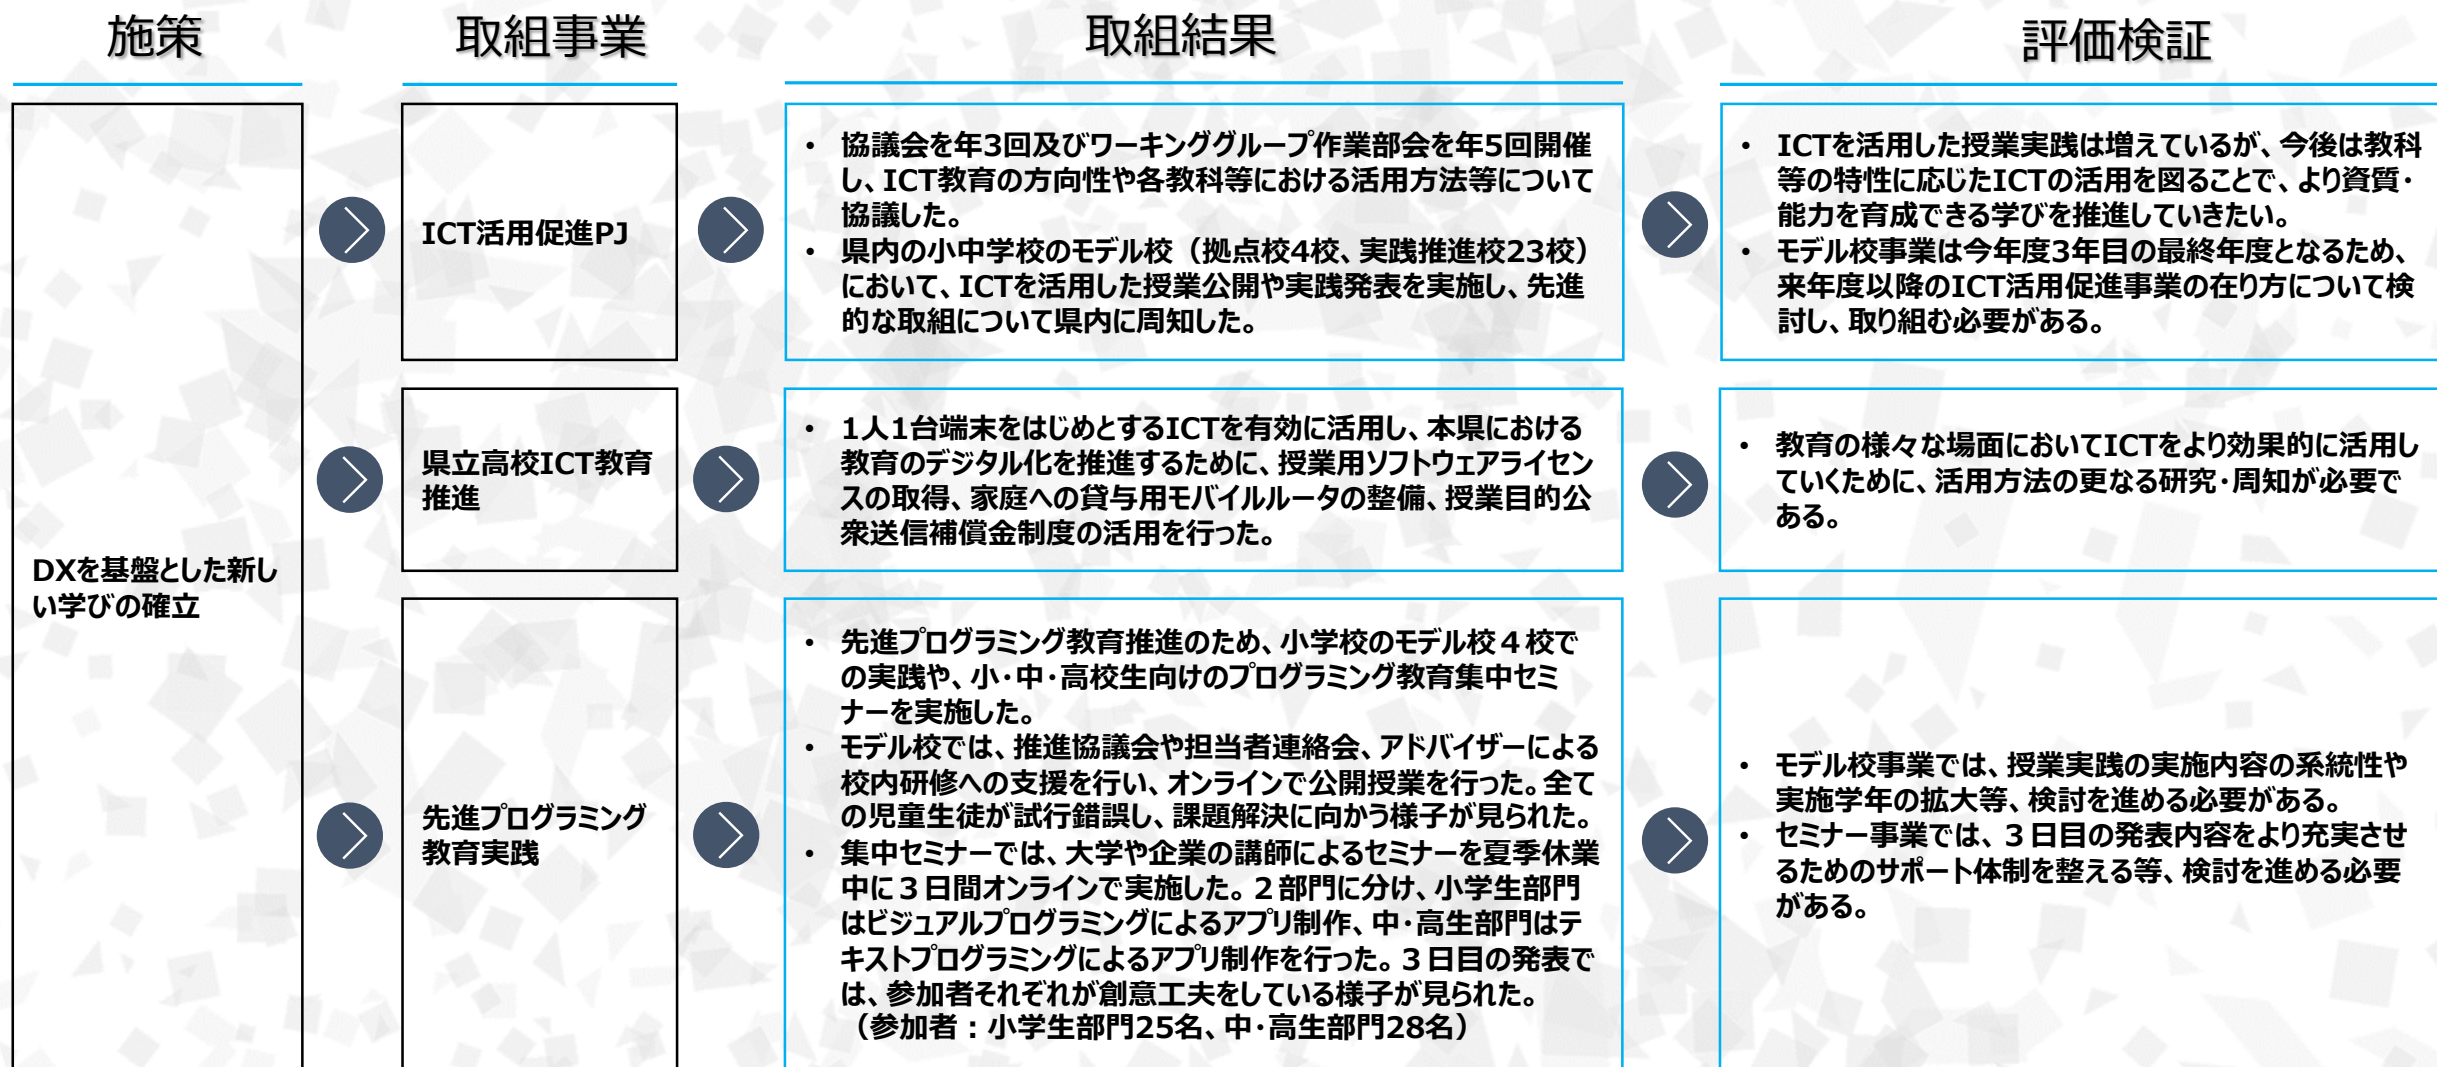 施策
取組事業
取組結果
評価検証
DXを基盤とした新し
い学びの確立
ICT活用促進PJ
• 協議会を年3回及びワーキンググループ作業部会を年5回開催
し、ICT教育の方向性や各教科等における活用方法等について
協議した。
• 県内の小中学校のモデル校（拠点校4校、実践推進校23校）
において、ICTを活用した授業公開や実践発表を実施し、先進
的な取組について県内に周知した。
• ICTを活用した授業実践は増えているが、今後は教科
等の特性に応じたICTの活用を図ることで、より資質・
能力を育成できる学びを推進していきたい。
• モデル校事業は今年度3年目の最終年度となるため、
来年度以降のICT活用促進事業の在り方について検
討し、取り組む必要がある。
県立高校ICT教育
推進
• 1人1台端末をはじめとするICTを有効に活用し、本県における
教育のデジタル化を推進するために、授業用ソフトウェアライセン
スの取得、家庭への貸与用モバイルルータの整備、授業目的公
衆送信補償金制度の活用を行った。
• 教育の様々な場面においてICTをより効果的に活用し
ていくために、活用方法の更なる研究・周知が必要で
ある。
先進プログラミング
教育実践
• 先進プログラミング教育推進のため、小学校のモデル校４校で
の実践や、小・中・高校生向けのプログラミング教育集中セミ
ナーを実施した。
• モデル校では、推進協議会や担当者連絡会、アドバイザーによる
校内研修への支援を行い、オンラインで公開授業を行った。全て
の児童生徒が試行錯誤し、課題解決に向かう様子が見られた。
• 集中セミナーでは、大学や企業の講師によるセミナーを夏季休業
中に３日間オンラインで実施した。２部門に分け、小学生部門
はビジュアルプログラミングによるアプリ制作、中・高生部門はテ
キストプログラミングによるアプリ制作を行った。３日目の発表で
は、参加者それぞれが創意工夫をしている様子が見られた。
（参加者：小学生部門25名、中・高生部門28名）
• モデル校事業では、授業実践の実施内容の系統性や
実施学年の拡大等、検討を進める必要がある。
• セミナー事業では、３日目の発表内容をより充実させ
るためのサポート体制を整える等、検討を進める必要
がある。